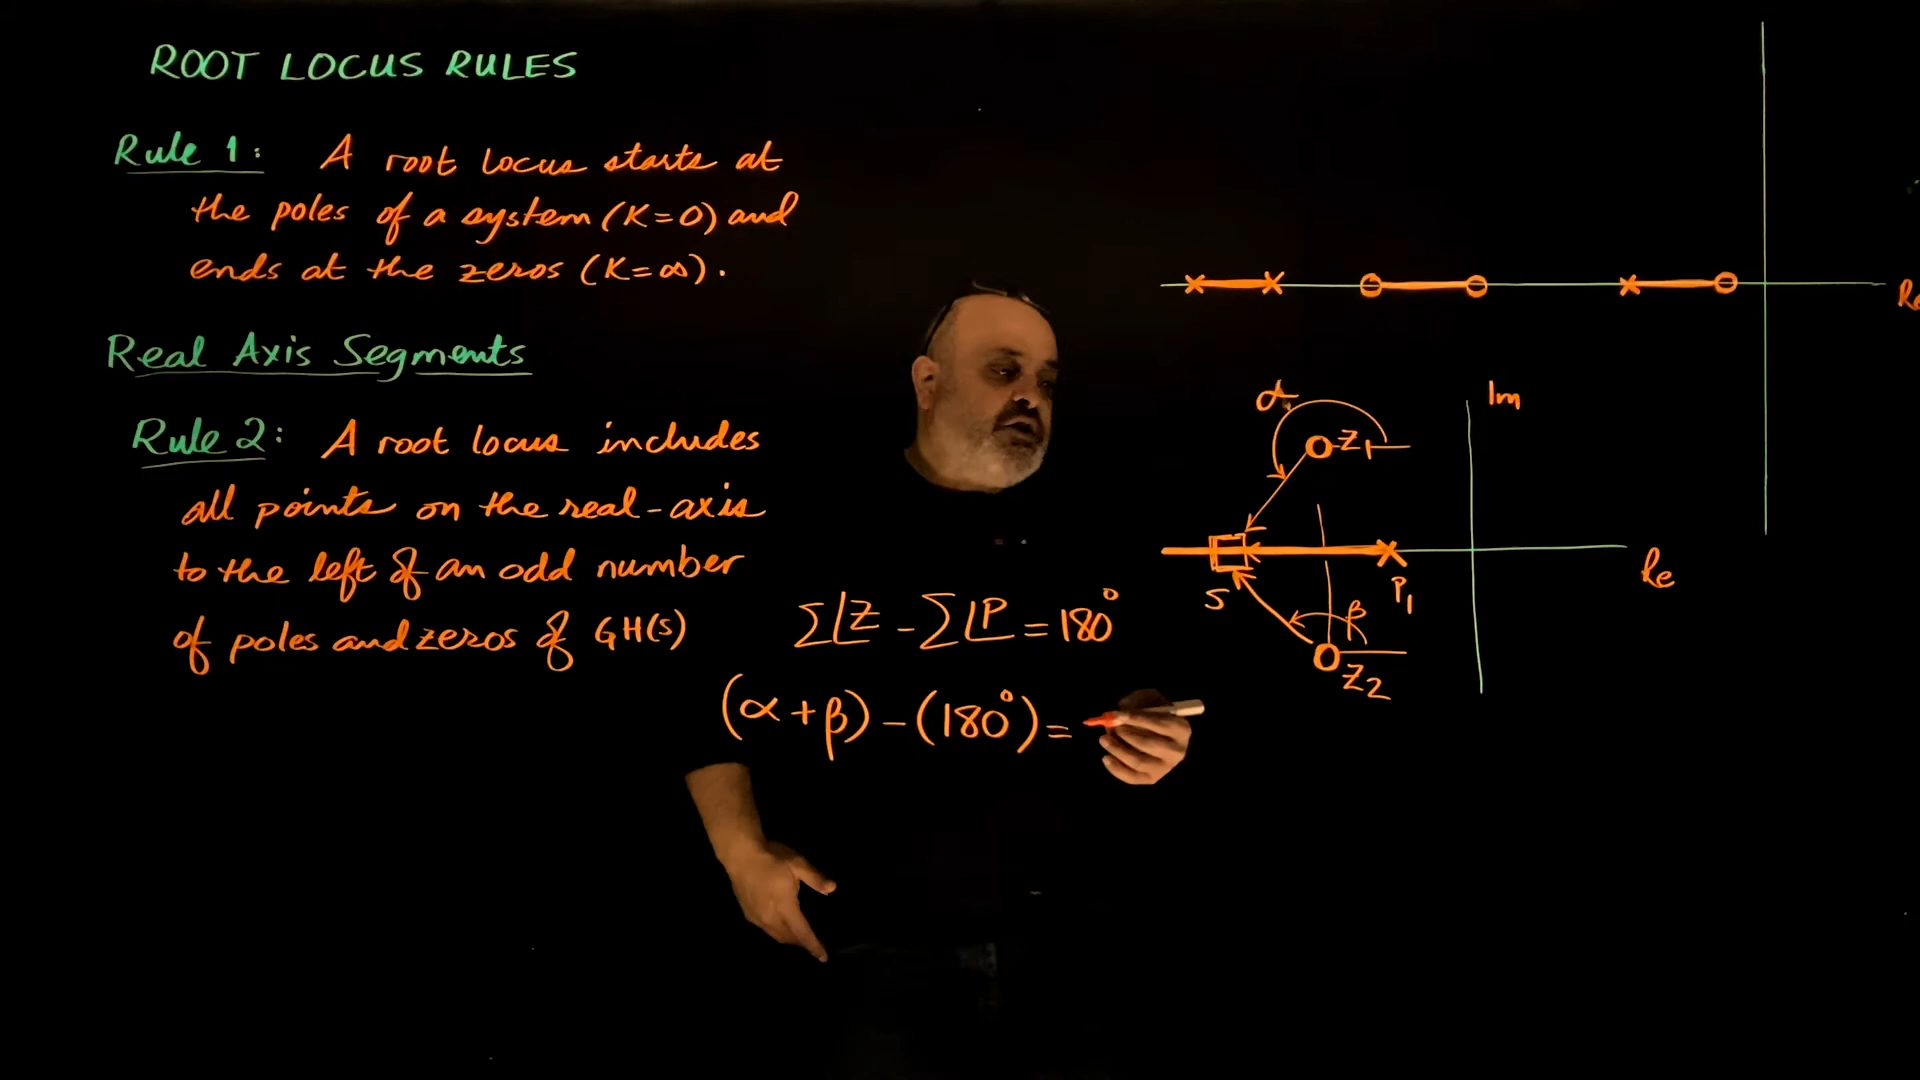 ROOT LOCUS RULES
Rule 1: A root locus starts at
the poles of a system (K=0) and
ends at the zeros (K=∞).
Real Axis Segments
Rule 2: A root locus includes
all points on the real-axis
to the left of an odd number
of poles and zeros of GH(s)
Σ∠Z - Σ∠P = 180°
(α+β) - (180°) =
Re
Im
α
Z1
Re
S
P1
β
Z2